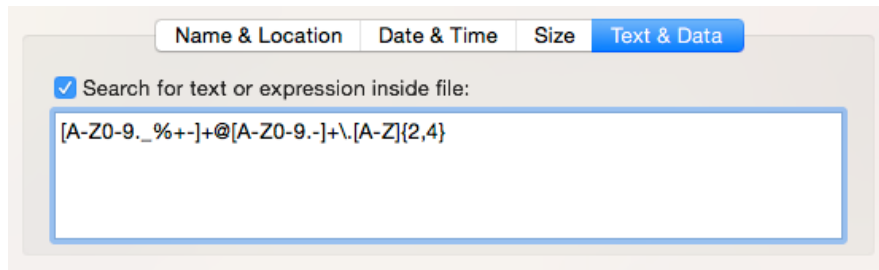 Name & Location Date & Time Size Text & Data
Search for text or expression inside file:
[A-Z0-9._%+-]+@[A-Z0-9.-]+\.[A-Z]{2,4}